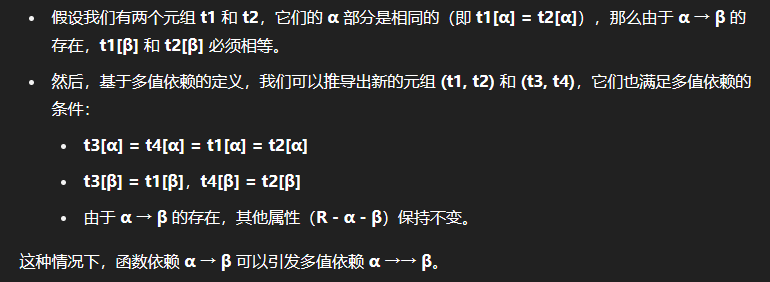 • 假设我们有两个元组 t1 和 t2，它们的 α 部分是相同的（即 t1[α] = t2[α]），那么由于 α → β 的
存在，t1[β] 和 t2[β] 必须相等。
• 然后，基于多值依赖的定义，我们可以推导出新的元组 (t1, t2) 和 (t3, t4)，它们也满足多值依赖的
条件：
• t3[α] = t4[α] = t1[α] = t2[α]
• t3[β] = t1[β]，t4[β] = t2[β]
• 由于 α → β 的存在，其他属性（R - α - β）保持不变。
这种情况下，函数依赖 α → β 可以引发多值依赖 α →→ β。